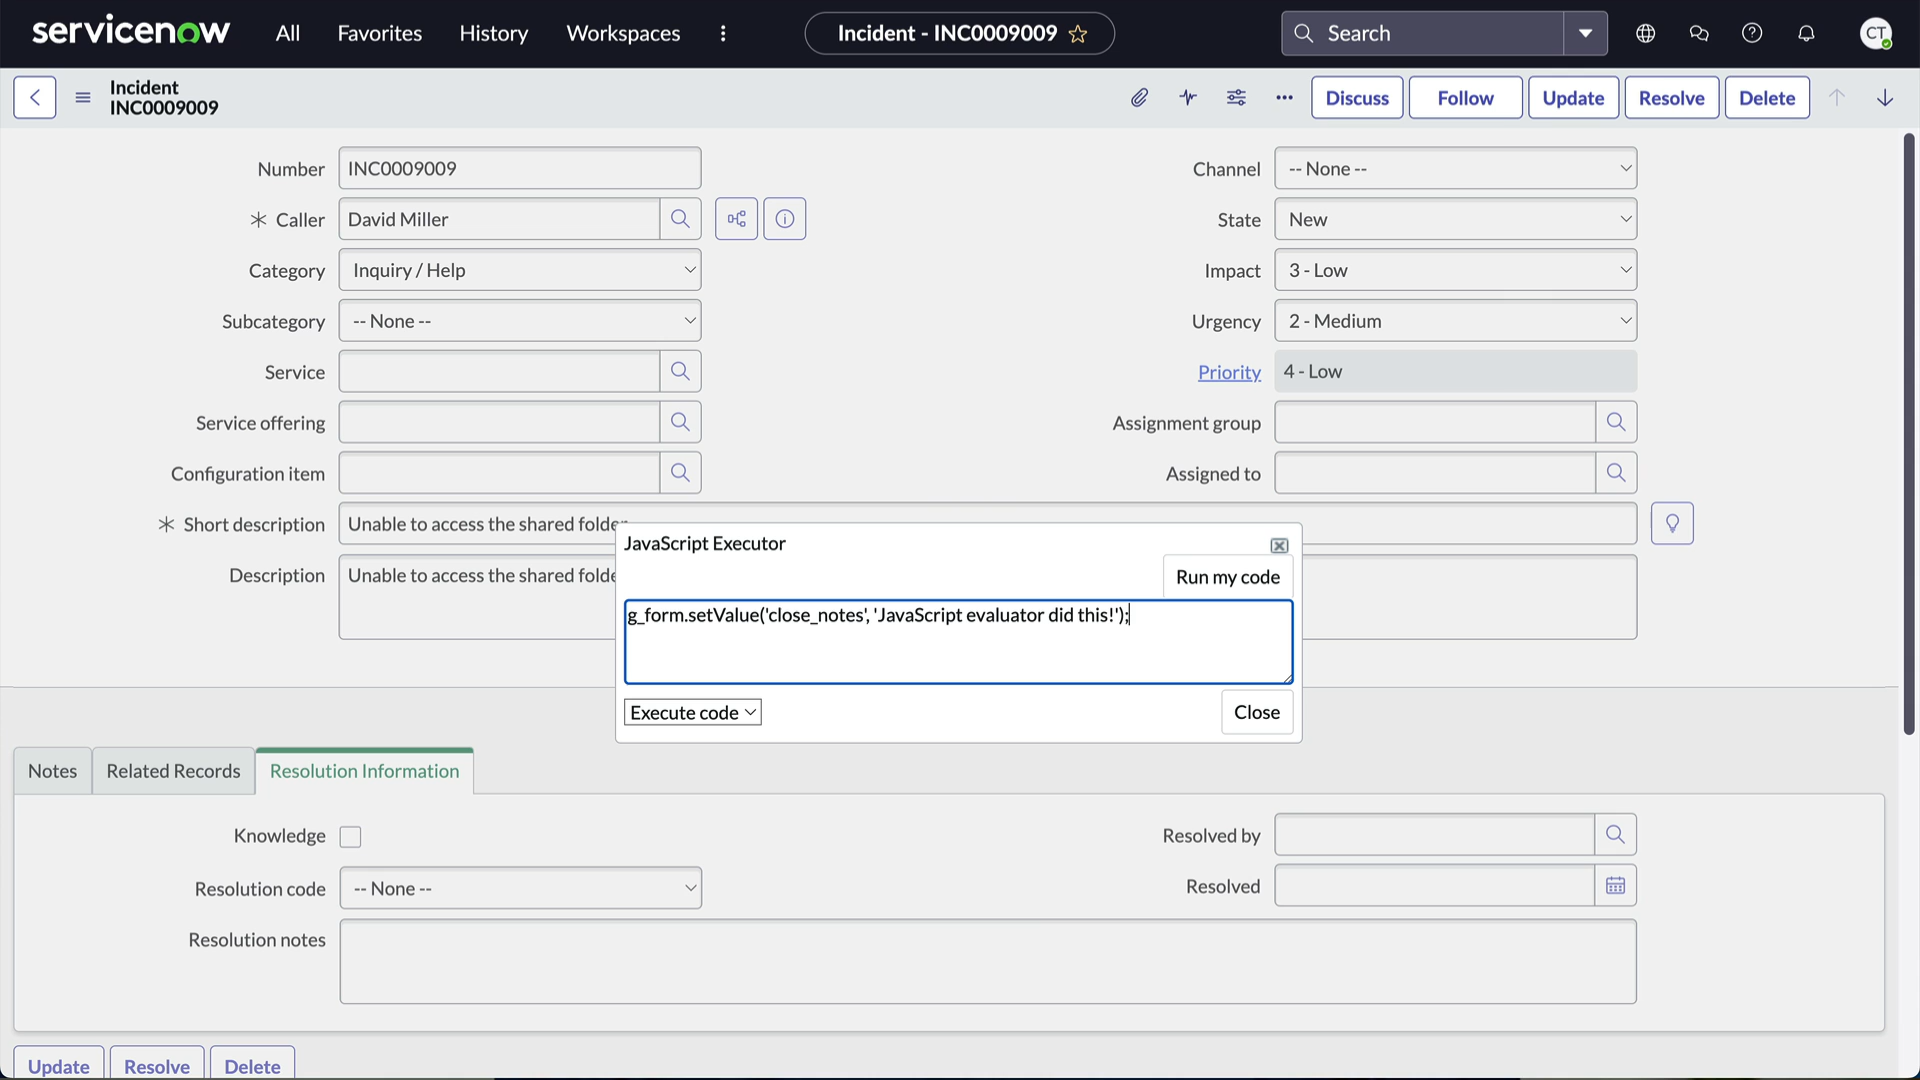 servicenow All Favorites History Workspaces Incident - INC0009009 Search CT
Incident
INC0009009
Discuss Follow Update Resolve Delete
Number INC0009009 Channel -- None --
Caller David Miller State New
Category Inquiry / Help Impact 3 - Low
Subcategory -- None -- Urgency 2 - Medium
Service Priority 4 - Low
Service offering Assignment group
Configuration item Assigned to
Short description Unable to access the shared folder
Description Unable to access the shared folde
JavaScript Executor
Run my code
g_form.setValue('close_notes', 'JavaScript evaluator did this!');
Execute code Close
Notes Related Records Resolution Information
Knowledge Resolved by
Resolution code -- None -- Resolved
Resolution notes
Update Resolve Delete